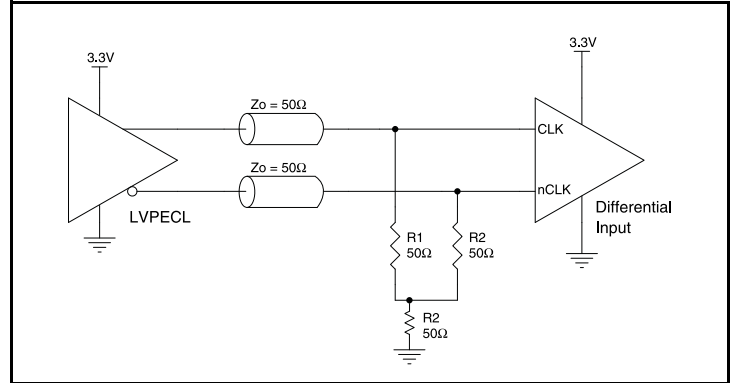 3.3V
3.3V
Zo = 50Ω
CLK
Zo = 50Ω
nCLK
LVPECL
Differential
Input
R1
50Ω
R2
50Ω
R2
50Ω